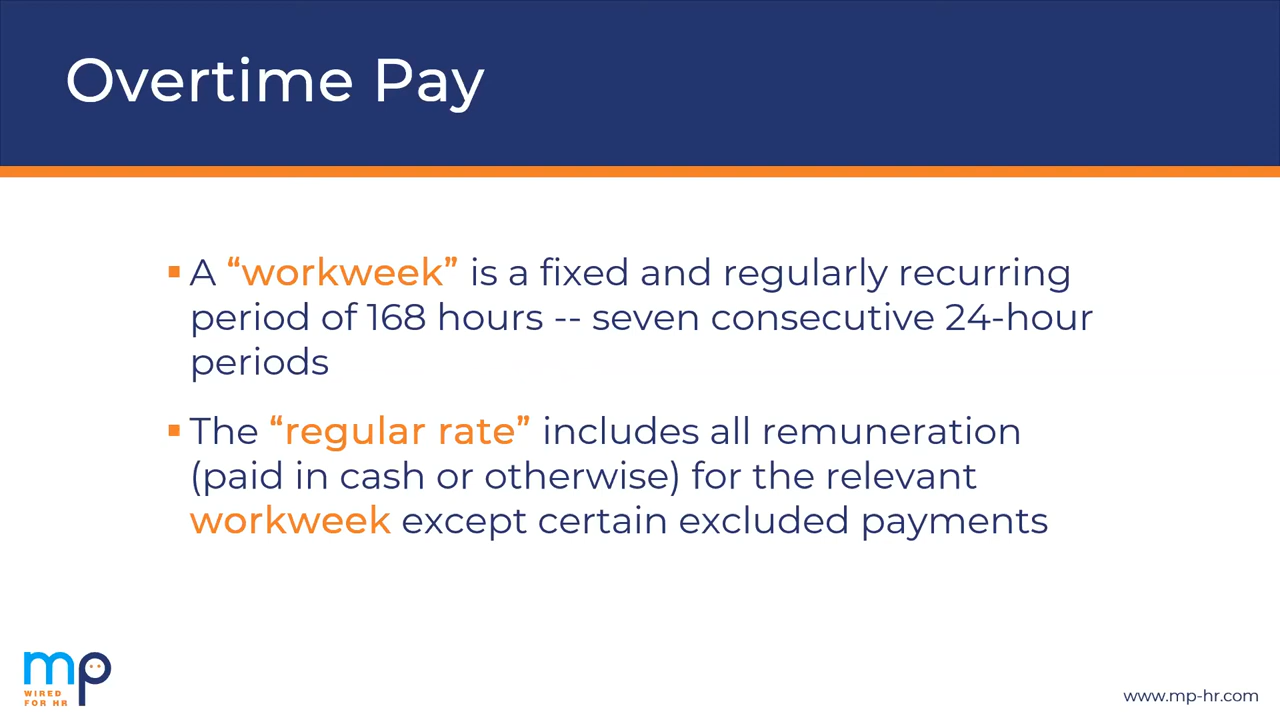 Overtime Pay
▪ A “workweek” is a fixed and regularly recurring
period of 168 hours -- seven consecutive 24-hour
periods
▪ The “regular rate” includes all remuneration
(paid in cash or otherwise) for the relevant
workweek except certain excluded payments
mp
WIRED
FOR HR
www.mp-hr.com